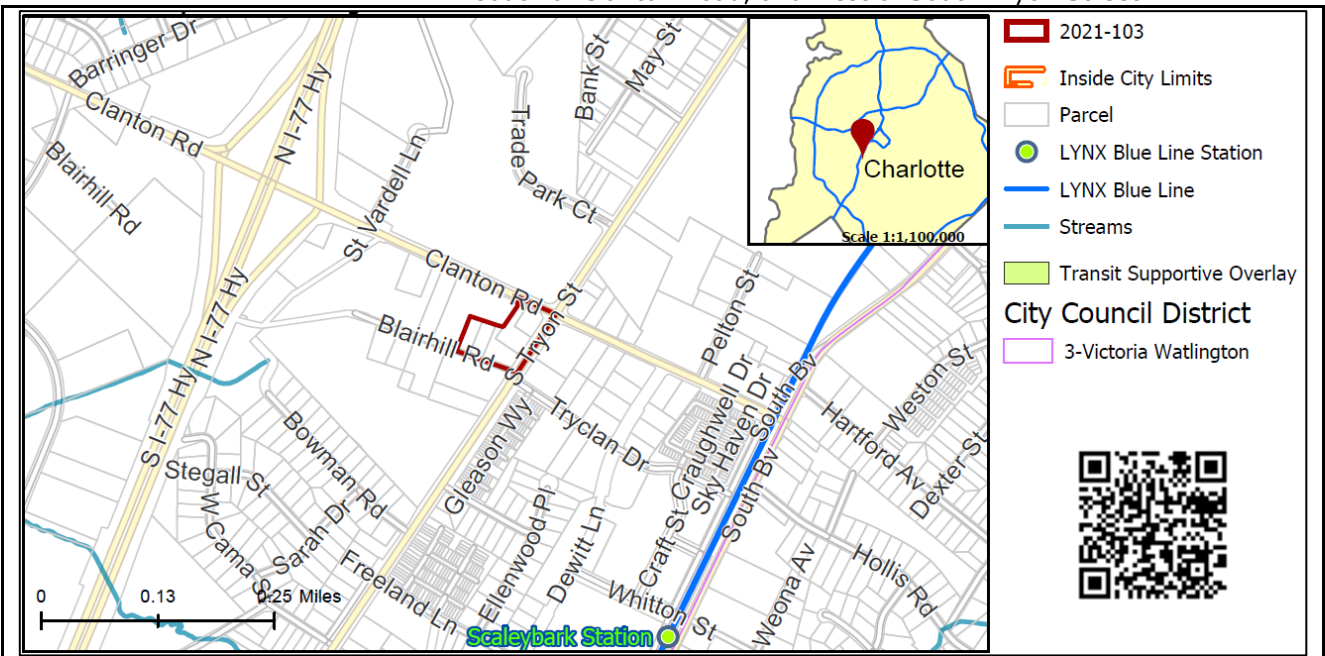 Barringer Dr
Clanton Rd
Blairhill Rd
N I-77 Hy
St Vardell Ln
Trade Park Ct
Bank St
May St
Charlotte
Scale 1:1,100,000
Clanton Rd
Blairhill Rd
S Tryon St
Pelton St
N I-77 Hy
S I-77 Hy
Gleason Wy
Tryclan Dr
Craughwell Dr
Sky Haven Dr
South Bv
South Bv
Hartford Av
Weston St
Dexter St
Bowman Rd
Stegall St
W Cama St
Sarah Dr
Freeland Ln
Ellenwood Pl
Dewitt Ln
Craft St
Whitton St
Weona Av
Hollis Rd
0 0.13 0.25 Miles
Scaleybark Station
2021-103
Inside City Limits
Parcel
LYNX Blue Line Station
LYNX Blue Line
Streams
Transit Supportive Overlay
City Council District
3-Victoria Watlington